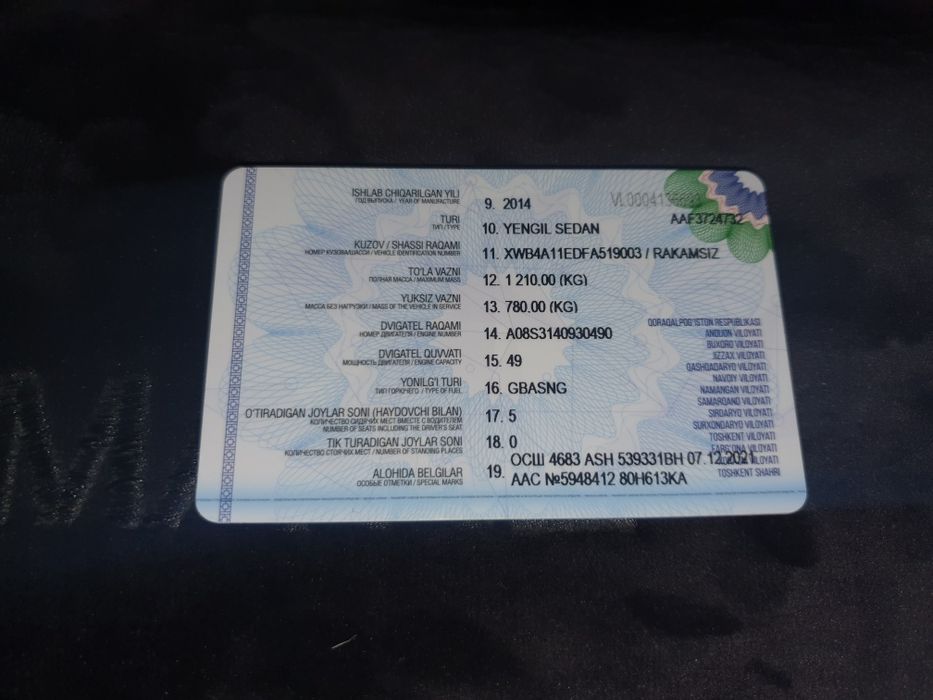 ISHLAB CHIQARILGAN YILI 9. 2014
ГОД ВЫПУСКА / YEAR OF MANUFACTURE
AAF3724732
TURI 10. YENGIL SEDAN
ТИП / TYPE
KUZOV / SHASSI RAQAMI 11. XWB4A11EDFA519003 / RAKAMSIZ
НОМЕР КУЗОВА/ШАССИ / VEHICLE IDENTIFICATION NUMBER
TO'LA VAZNI 12. 1 210.00 (KG)
ПОЛНАЯ МАССА / MAXIMUM MASS
YUKSIZ VAZNI 13. 780.00 (KG)
МАССА БЕЗ НАГРУЗКИ / MASS OF THE VEHICLE IN SERVICE
DVIGATEL RAQAMI 14. A08S3140930490
НОМЕР ДВИГАТЕЛЯ / ENGINE NUMBER
DVIGATEL QUVVATI 15. 49
МОЩНОСТЬ ДВИГАТЕЛЯ / ENGINE CAPACITY
YONILG'I TURI 16. GBASNG
ТИП ГОРЮЧЕГО / TYPE OF FUEL
O'TIRADIGAN JOYLAR SONI (HAYDOVCHI BILAN) 17. 5
КОЛИЧЕСТВО СИДЯЧИХ МЕСТ ВМЕСТЕ С ВОДИТЕЛЕМ
NUMBER OF SEATS INCLUDING THE DRIVER'S SEAT
TIK TURADIGAN JOYLAR SONI 18. 0
КОЛИЧЕСТВО СТОЯЧИХ МЕСТ / NUMBER OF STANDING PLACES
ALOHIDA BELGILAR 19. ОСШ 4683 ASH 539331BH 07.12.2021
ОСОБЫЕ ОТМЕТКИ / SPECIAL MARKS
AAC №5948412 80H613KA
QORAQALPOG'ISTON RESPUBLIKASI
ANDIJON VILOYATI
BUXORO VILOYATI
JIZZAX VILOYATI
QASHQADARYO VILOYATI
NAVOIY VILOYATI
NAMANGAN VILOYATI
SAMARQAND VILOYATI
SIRDARYO VILOYATI
SURXONDARYO VILOYATI
TOSHKENT VILOYATI
FARG'ONA VILOYATI
VILOYATI
TOSHKENT SHAHRI